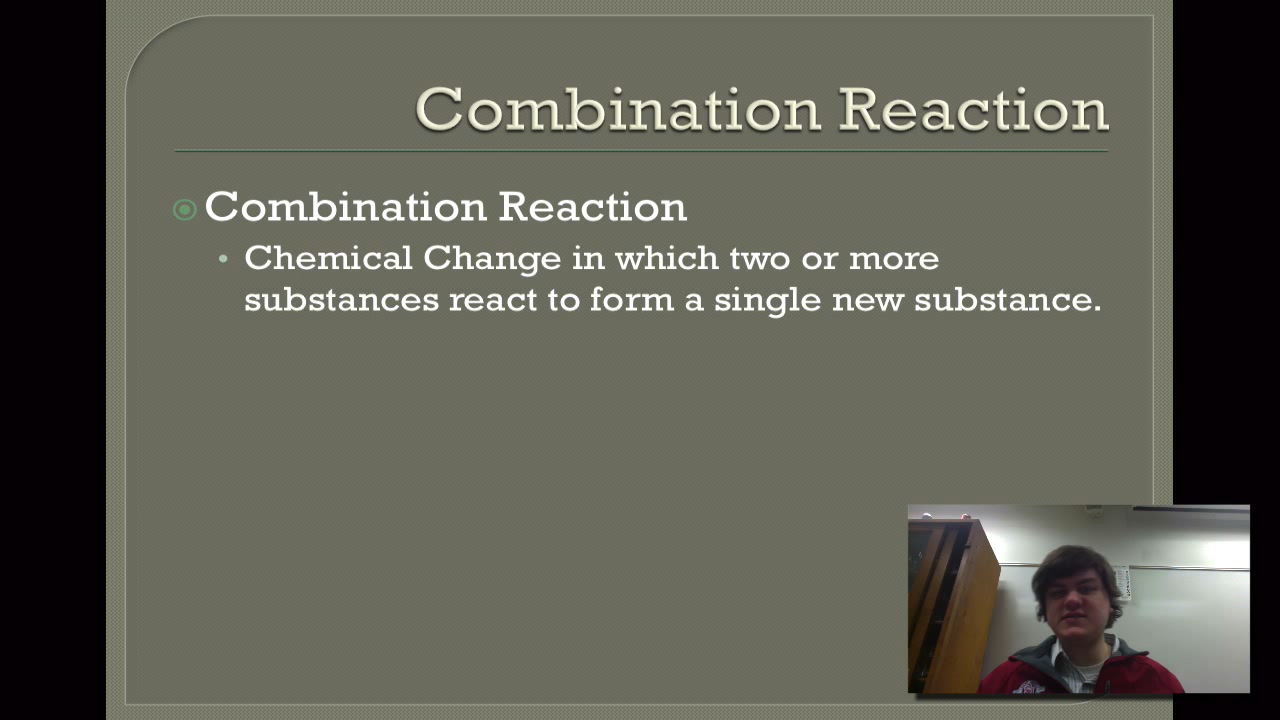 Combination Reaction
Combination Reaction
Chemical Change in which two or more
substances react to form a single new substance.